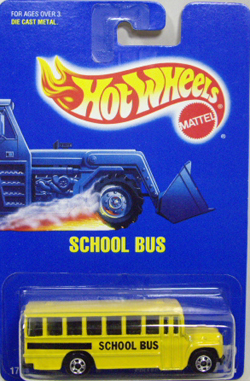 FOR AGES OVER 3
DIE CAST METAL
Hot Wheels
MATTEL
SCHOOL BUS
SCHOOL BUS